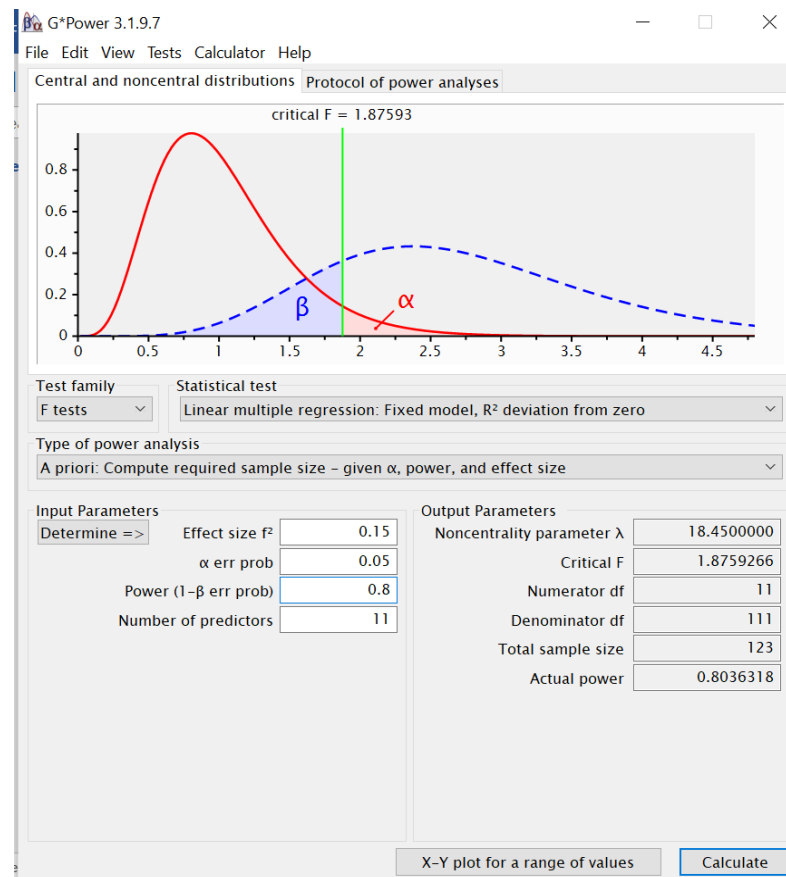 G*Power 3.1.9.7
File Edit View Tests Calculator Help
Central and noncentral distributions Protocol of power analyses
critical F = 1.87593
0.8
0.6
0.4
0.2
0
β
α
0 0.5 1 1.5 2 2.5 3 3.5 4 4.5
Test family Statistical test
F tests Linear multiple regression: Fixed model, R² deviation from zero
Type of power analysis
A priori: Compute required sample size – given α, power, and effect size
Input Parameters Output Parameters
Determine => Effect size f² 0.15 Noncentrality parameter λ 18.4500000
α err prob 0.05 Critical F 1.8759266
Power (1-β err prob) 0.8 Numerator df 11
Number of predictors 11 Denominator df 111
Total sample size 123
Actual power 0.8036318
X-Y plot for a range of values Calculate